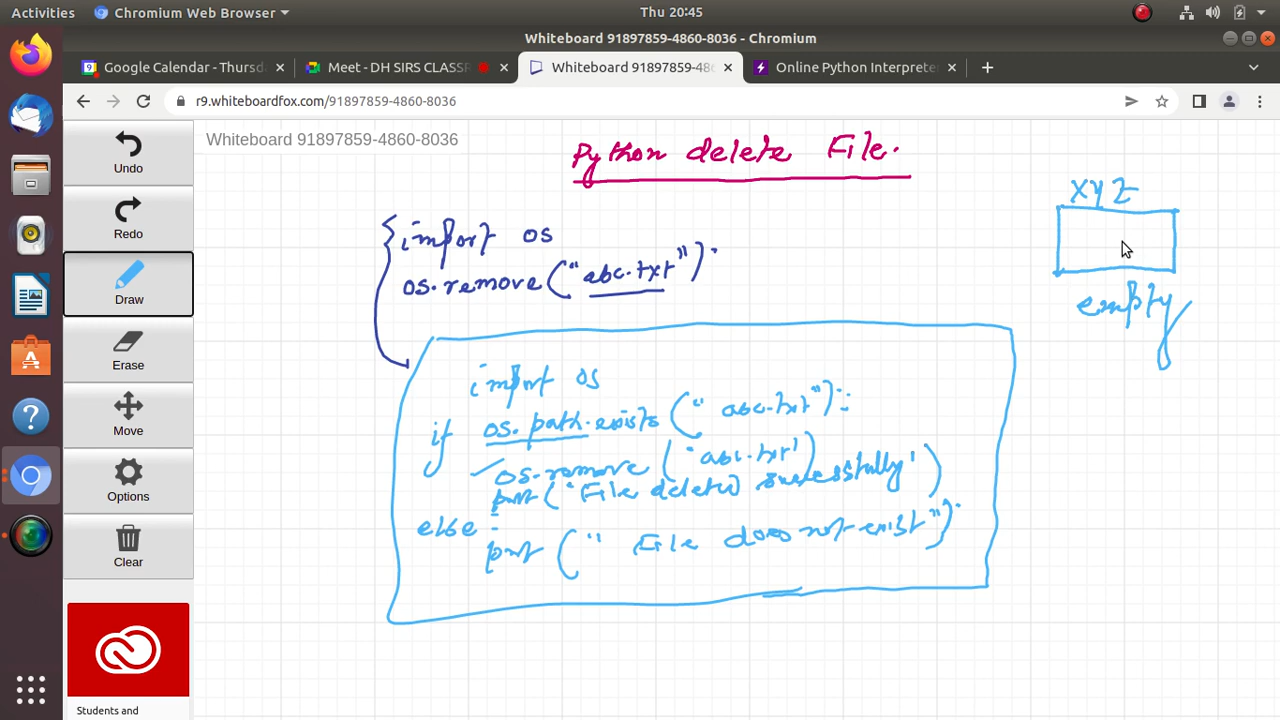 Activities
Chromium Web Browser
Thu 20:45
Whiteboard 91897859-4860-8036 - Chromium
Google Calendar - Thursd
Meet - DH SIRS CLASSR
Whiteboard 91897859-486
Online Python Interprete
r9.whiteboardfox.com/91897859-4860-8036
Undo
Redo
Draw
Erase
Move
Options
Clear
Students and
Whiteboard 91897859-4860-8036
Python delete File.
import os
os.remove("abc.txt").
import os
if os.path.exists("abc.txt"):
os.remove("abc.txt")
print("File deleted successfully")
else:
print("File does not exist").
XYZ
empty